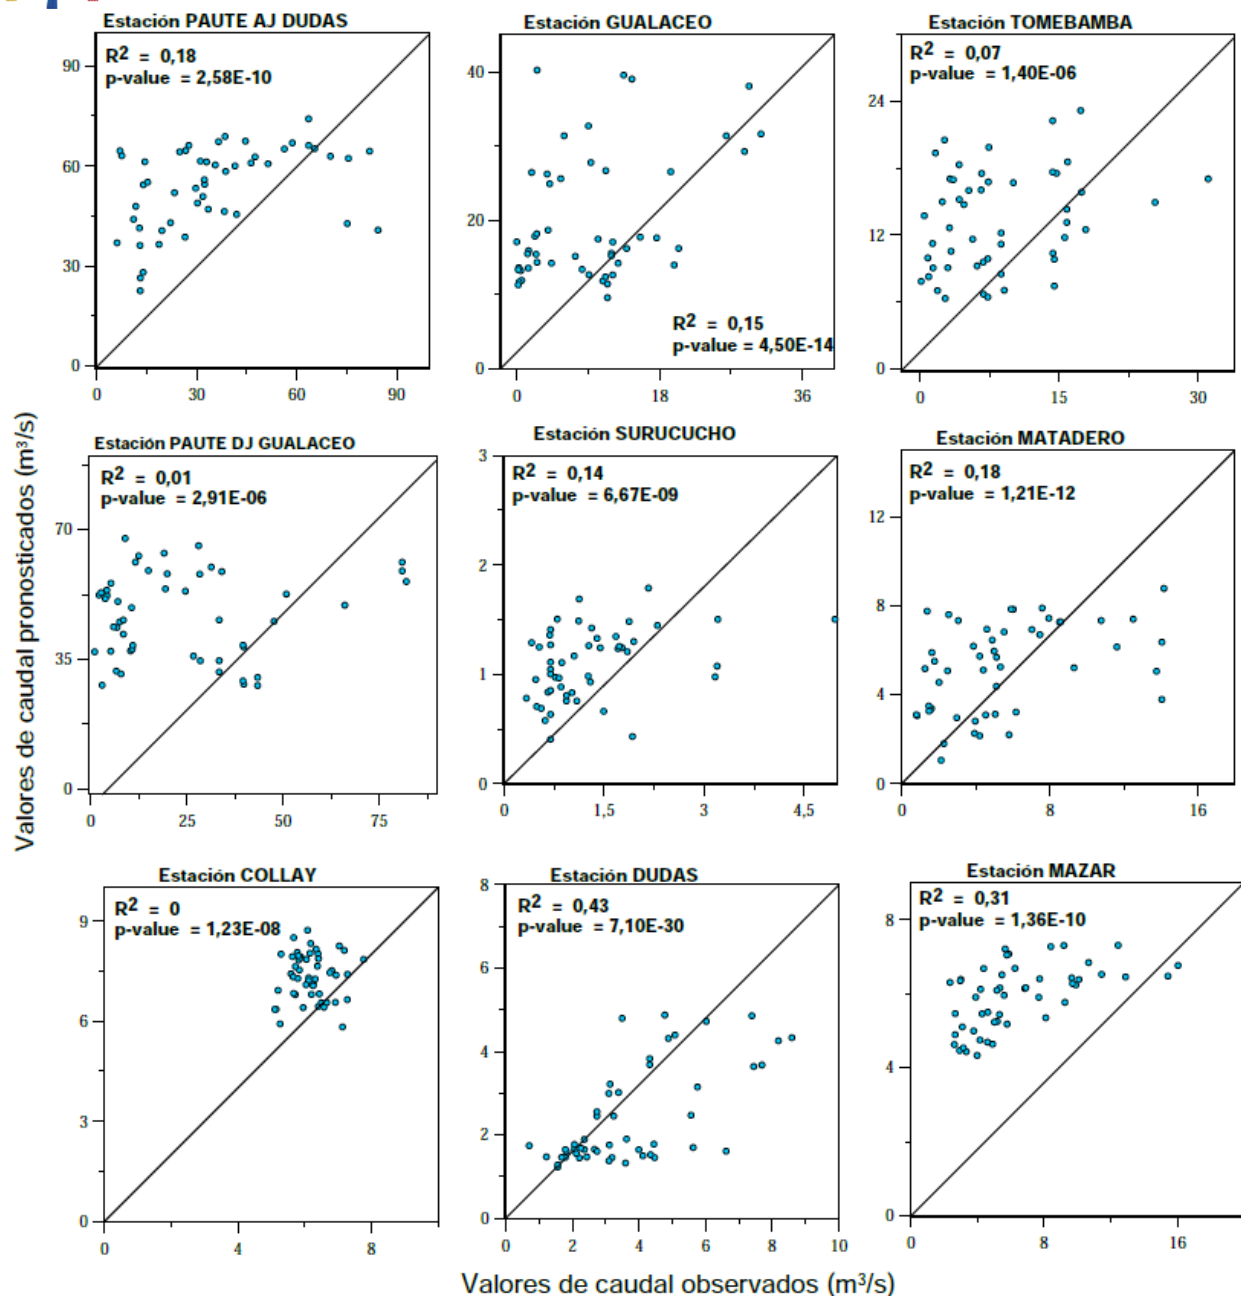 Estación PAUTE AJ DUDAS
R² = 0,18
p-value = 2,58E-10
90
60
30
0
0 30 60 90
Estación GUALACEO
40
20
0
R² = 0,15
p-value = 4,50E-14
0 18 36
Estación TOMEBAMBA
R² = 0,07
p-value = 1,40E-06
24
12
0
0 15 30
Valores de caudal pronosticados (m³/s)
Estación PAUTE DJ GUALACEO
R² = 0,01
p-value = 2,91E-06
70
35
0
0 25 50 75
Estación SURUCUCHO
3
R² = 0,14
p-value = 6,67E-09
2
1
0
0 1,5 3 4,5
Estación MATADERO
R² = 0,18
p-value = 1,21E-12
12
8
4
0
0 8 16
Estación COLLAY
R² = 0
p-value = 1,23E-08
9
6
3
0
0 4 8
Estación DUDAS
8
R² = 0,43
p-value = 7,10E-30
6
4
2
0
0 2 4 6 8 10
Estación MAZAR
R² = 0,31
p-value = 1,36E-10
8
4
0
0 8 16
Valores de caudal observados (m³/s)